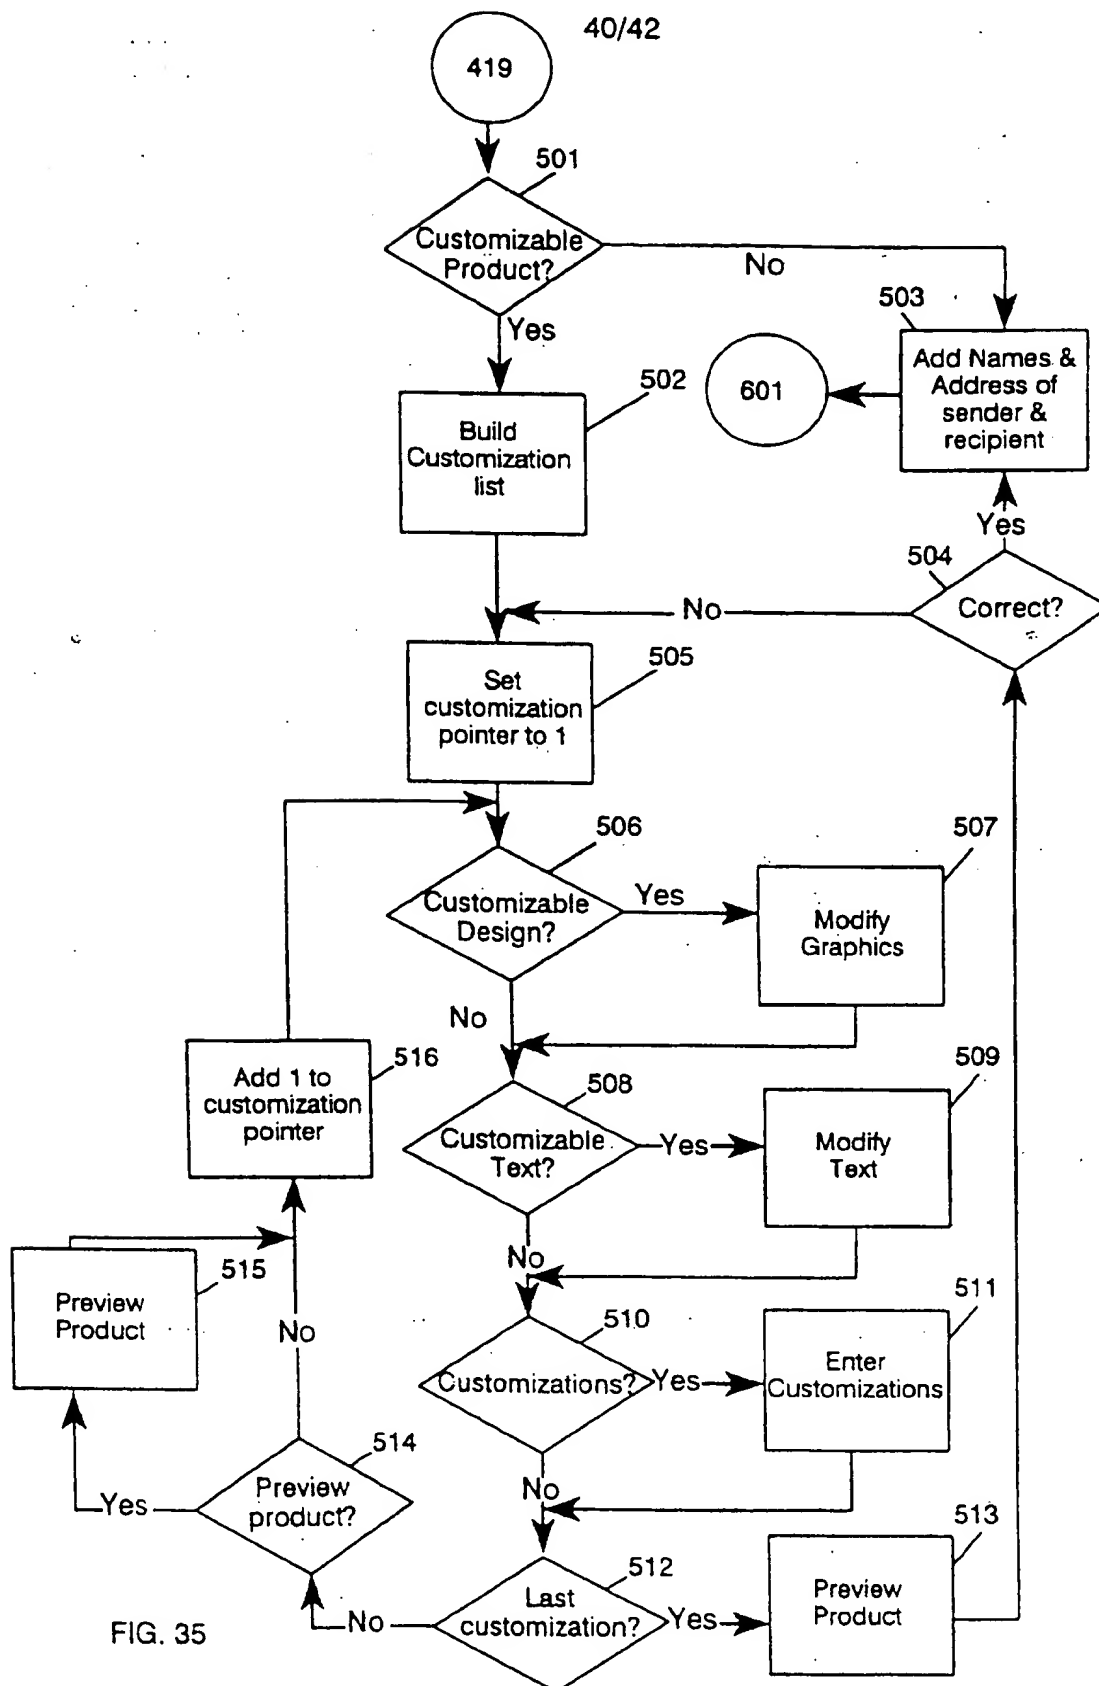 40/42
419
501
Customizable
Product?
No
503
Yes
Add Names &
Address of
sender &
recipient
601
502
Build
Customization
list
Yes
504
Correct?
No
505
Set
customization
pointer to 1
506
507
Customizable
Design?
Yes
Modify
Graphics
No
516
Add 1 to
customization
pointer
508
509
Customizable
Text?
Yes
Modify
Text
No
515
Preview
Product
No
510
511
Customizations?
Yes
Enter
Customizations
514
Preview
product?
Yes
No
513
512
Last
customization?
Yes
Preview
Product
No
FIG. 35